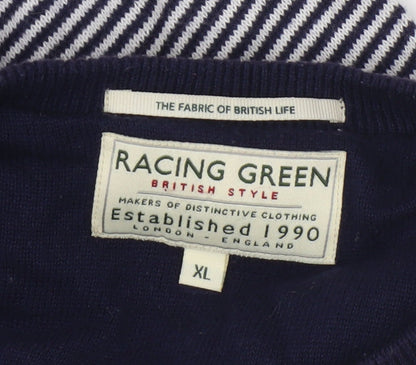 THE FABRIC OF BRITISH LIFE
RACING GREEN
BRITISH STYLE
MAKERS OF DISTINCTIVE CLOTHING
Established 1990
LONDON - ENGLAND
XL